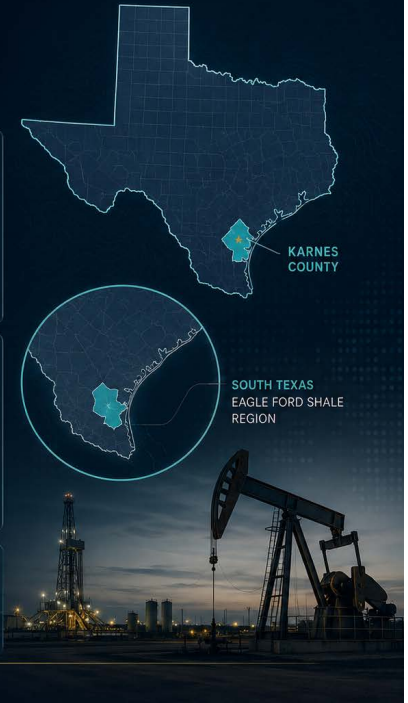 KARNES
COUNTY
SOUTH TEXAS
EAGLE FORD SHALE
REGION